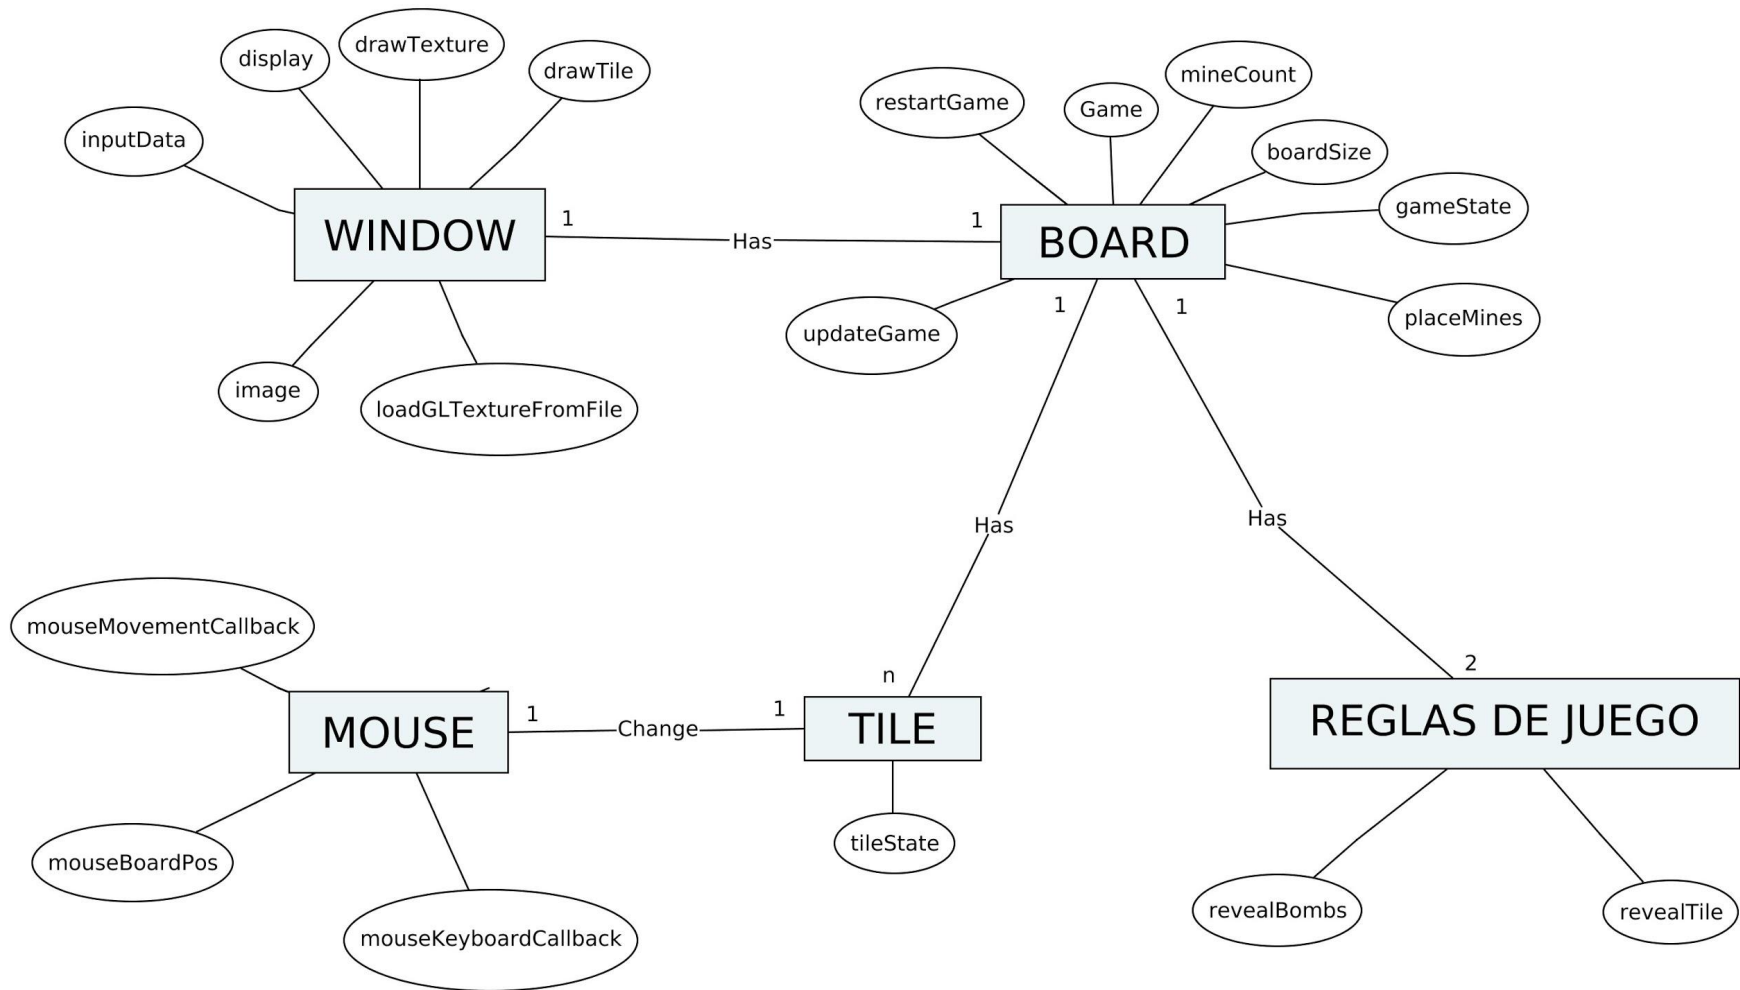 drawTexture
display
drawTile
inputData
WINDOW
image
loadGLTextureFromFile
1
Has
1
mineCount
restartGame
Game
boardSize
gameState
BOARD
placeMines
updateGame
1
1
Has
Has
n
2
mouseMovementCallback
MOUSE
1
Change
1
TILE
REGLAS DE JUEGO
mouseBoardPos
mouseKeyboardCallback
tileState
revealBombs
revealTile